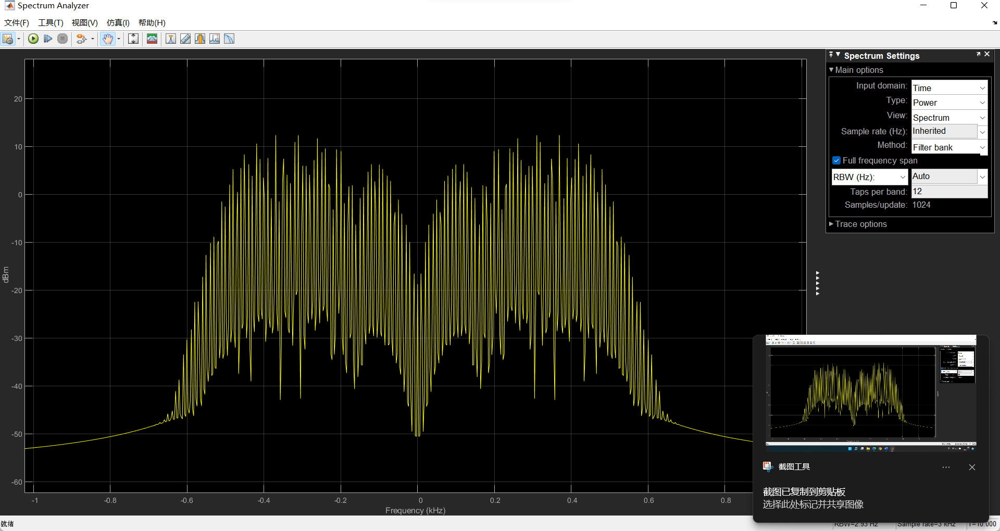 Spectrum Analyzer
文件(F) 工具(T) 视图(V) 仿真(I) 帮助(H)
Spectrum Settings
Main options
Input domain: Time
Type: Power
View: Spectrum
Sample rate (Hz): Inherited
Method: Filter bank
Full frequency span
RBW (Hz): Auto
Taps per band: 12
Samples/update: 1024
Trace options
20
10
0
-10
-20
-30
-40
-50
-60
dBm
-1 -0.8 -0.6 -0.4 -0.2 0 0.2 0.4 0.6 0.8
Frequency (kHz)
截图工具
截图已复制到剪贴板
选择此处标记并共享图像
就绪
RBW=2.93 Hz Sample rate=3 kHz T=10.000